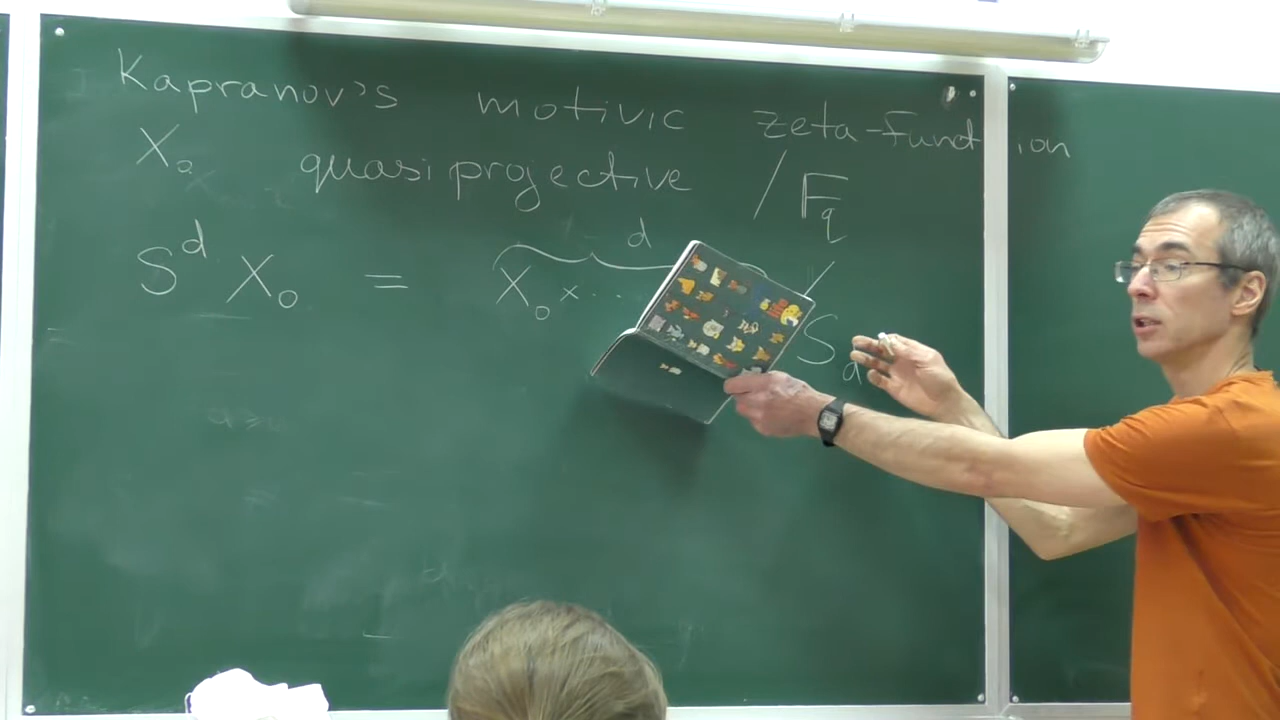 Kapranov's motivic zeta-function
X₀ quasiprojective / F_q
d
S^d X₀ = X₀ × ... / S_d